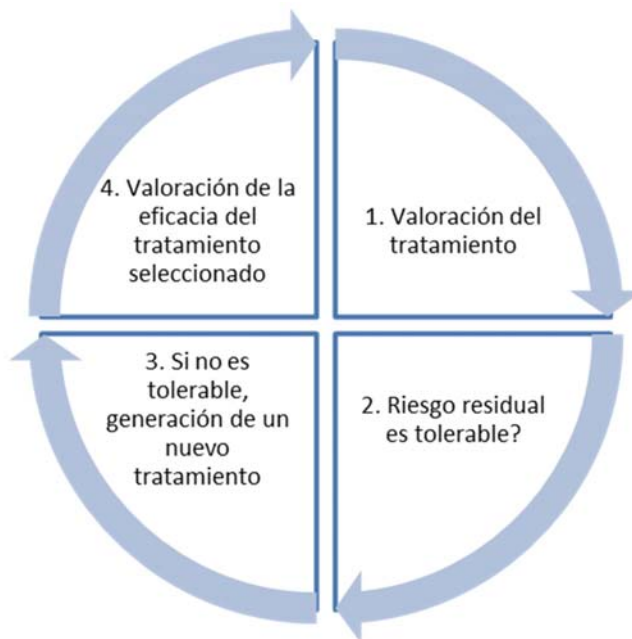 1. Valoración del
tratamiento
2. Riesgo residual
es tolerable?
3. Si no es
tolerable,
generación de un
nuevo
tratamiento
4. Valoración de la
eficacia del
tratamiento
seleccionado